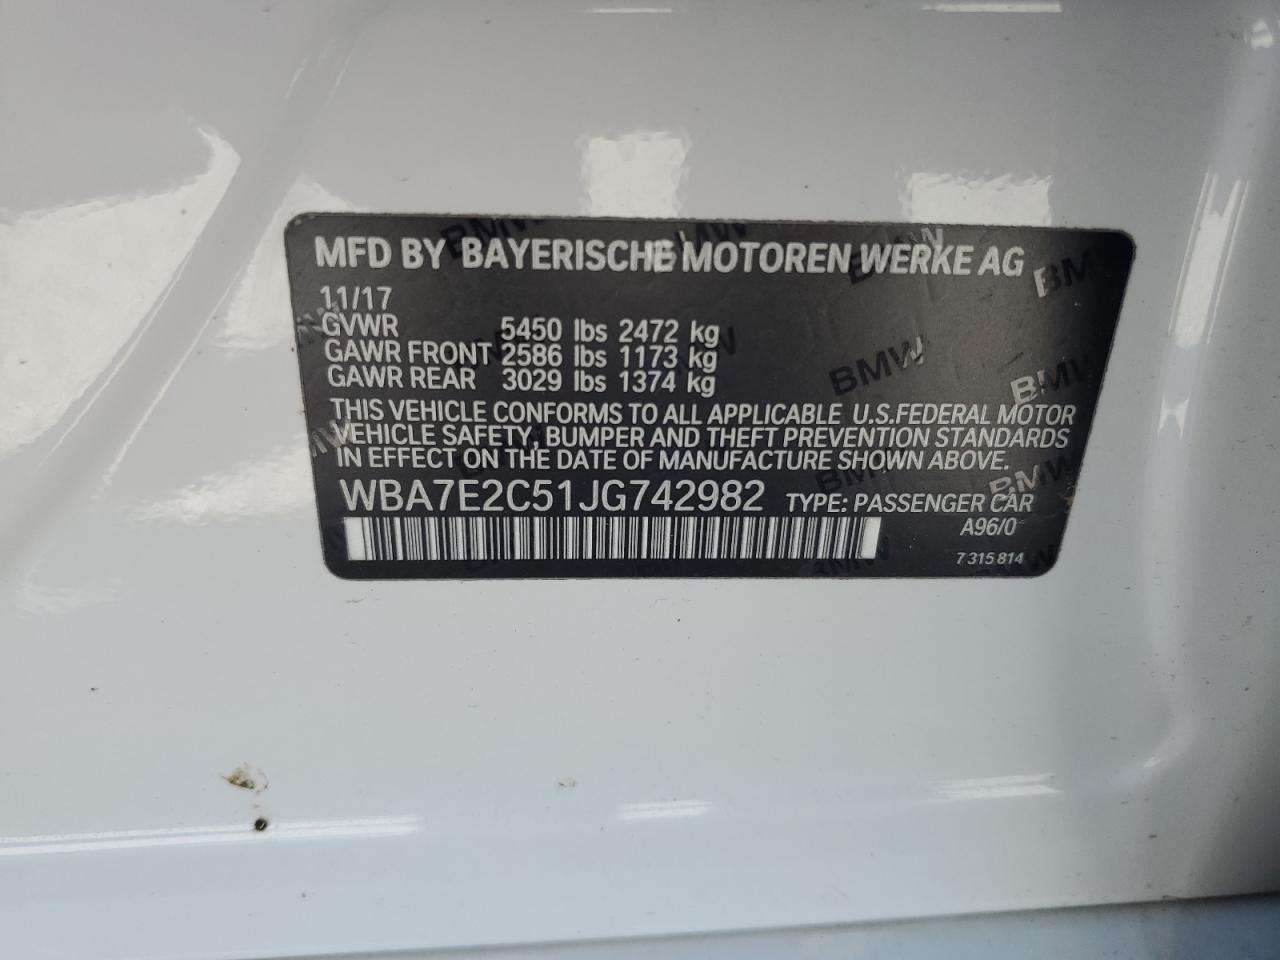 MFD BY BAYERISCHE MOTOREN WERKE AG
11/17
GVWR 5450 lbs 2472 kg
GAWR FRONT 2586 lbs 1173 kg
GAWR REAR 3029 lbs 1374 kg
THIS VEHICLE CONFORMS TO ALL APPLICABLE U.S.FEDERAL MOTOR
VEHICLE SAFETY, BUMPER AND THEFT PREVENTION STANDARDS
IN EFFECT ON THE DATE OF MANUFACTURE SHOWN ABOVE.
WBA7E2C51JG742982 TYPE: PASSENGER CAR
A96/0
7 315 814